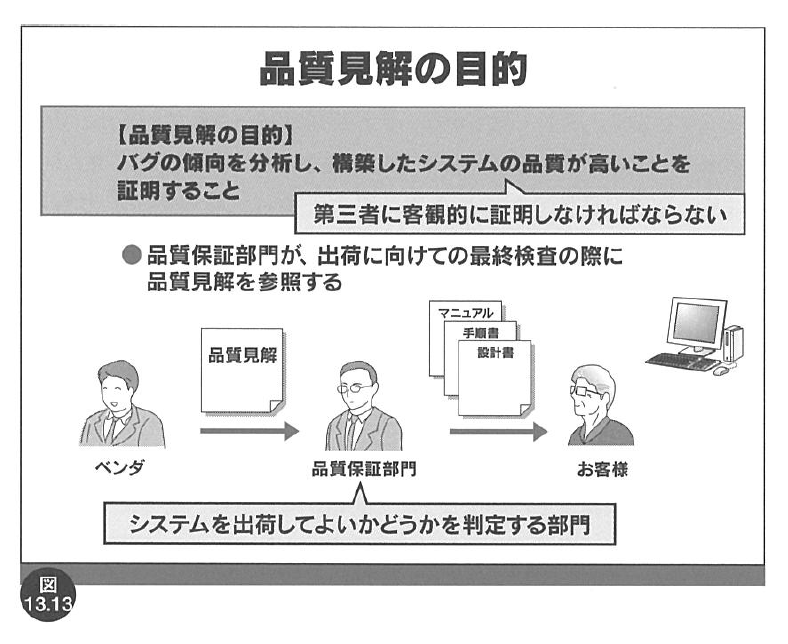 品質見解の目的
【品質見解の目的】
バグの傾向を分析し、構築したシステムの品質が高いことを
証明すること
第三者に客観的に証明しなければならない
●品質保証部門が、出荷に向けての最終検査の際に
品質見解を参照する
品質見解
マニュアル
手順書
設計書
ベンダ
品質保証部門
お客様
システムを出荷してよいかどうかを判定する部門
図
13.13